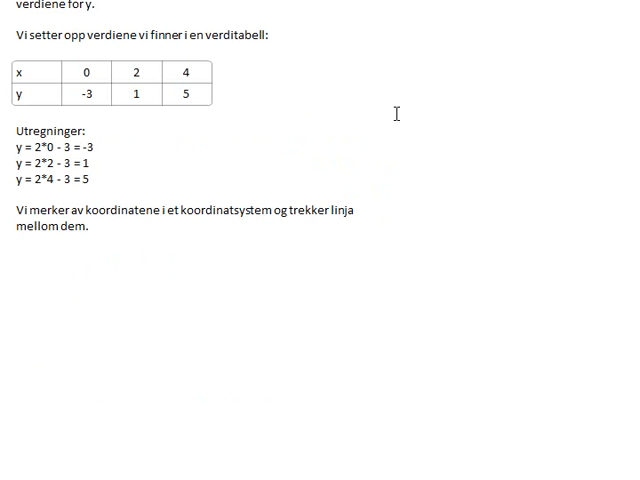 verdiene for y.
Vi setter opp verdiene vi finner i en verditabell:
x 0 2 4
y -3 1 5
Utregninger:
y = 2*0 - 3 = -3
y = 2*2 - 3 = 1
y = 2*4 - 3 = 5
Vi merker av koordinatene i et koordinatsystem og trekker linja
mellom dem.